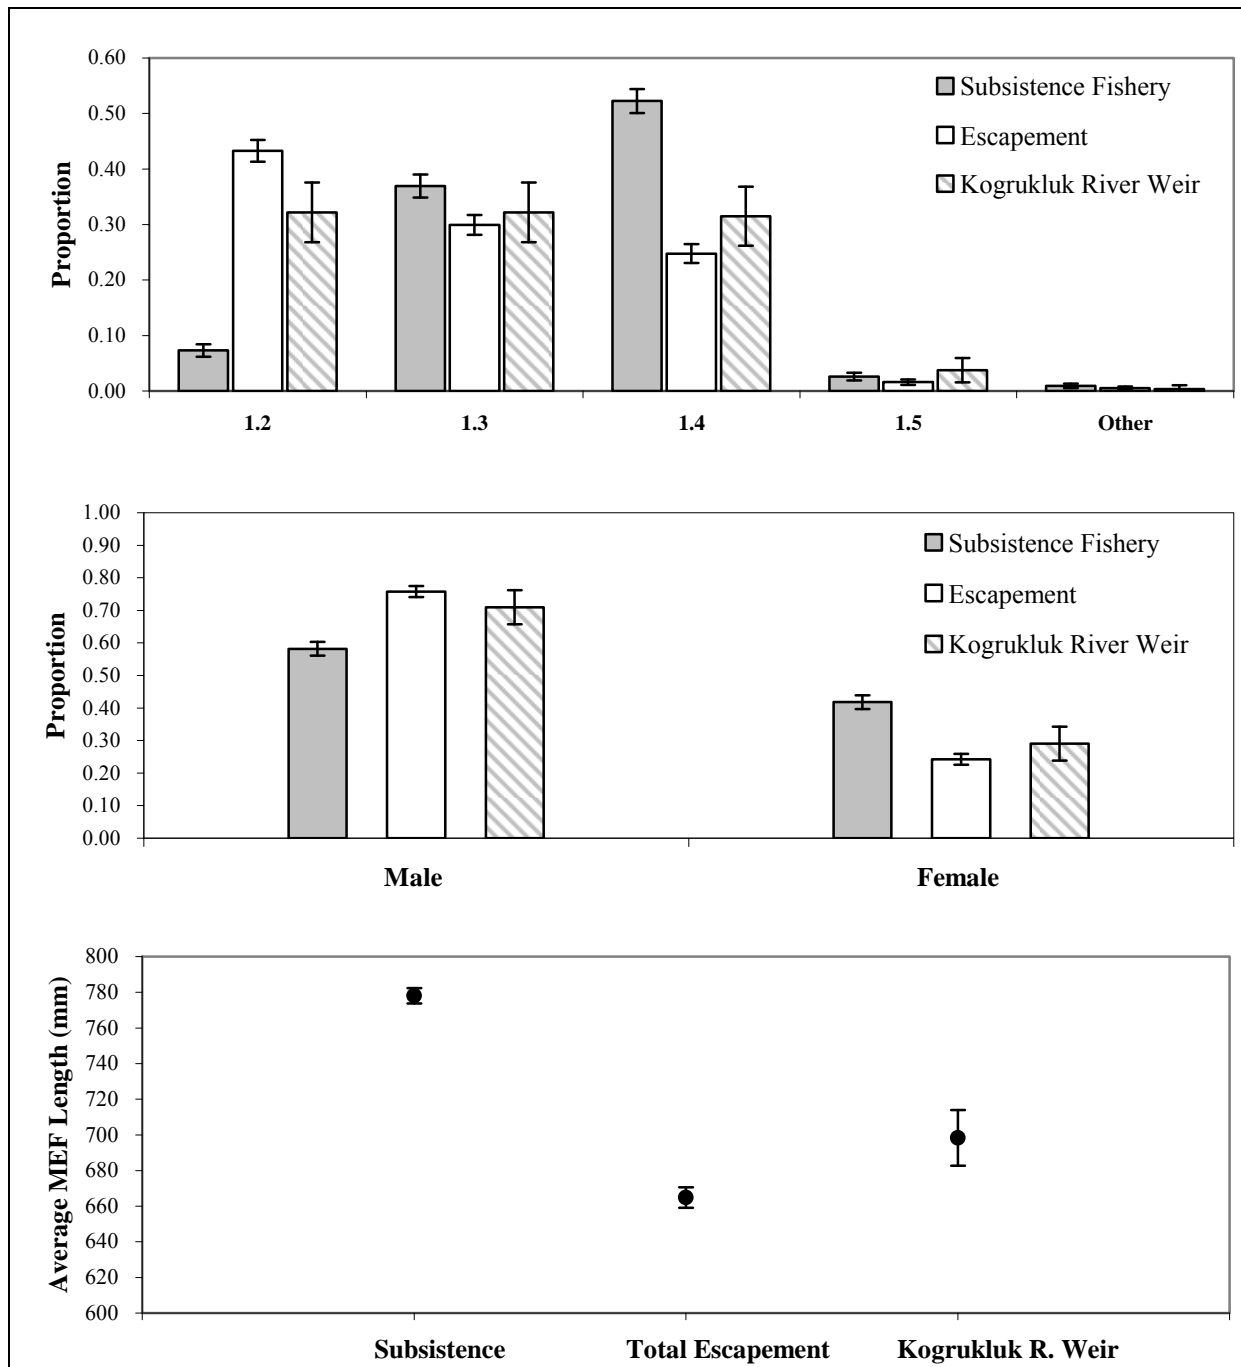 0.60
0.50
0.40
0.30
0.20
0.10
0.00
Proportion
Subsistence Fishery
Escapement
Kogrukluk River Weir
1.2 1.3 1.4 1.5 Other
1.00
0.90
0.80
0.70
0.60
0.50
0.40
0.30
0.20
0.10
0.00
Proportion
Subsistence Fishery
Escapement
Kogrukluk River Weir
Male Female
800
780
760
740
720
700
680
660
640
620
600
Average MEF Length (mm)
Subsistence Total Escapement Kogrukluk R. Weir